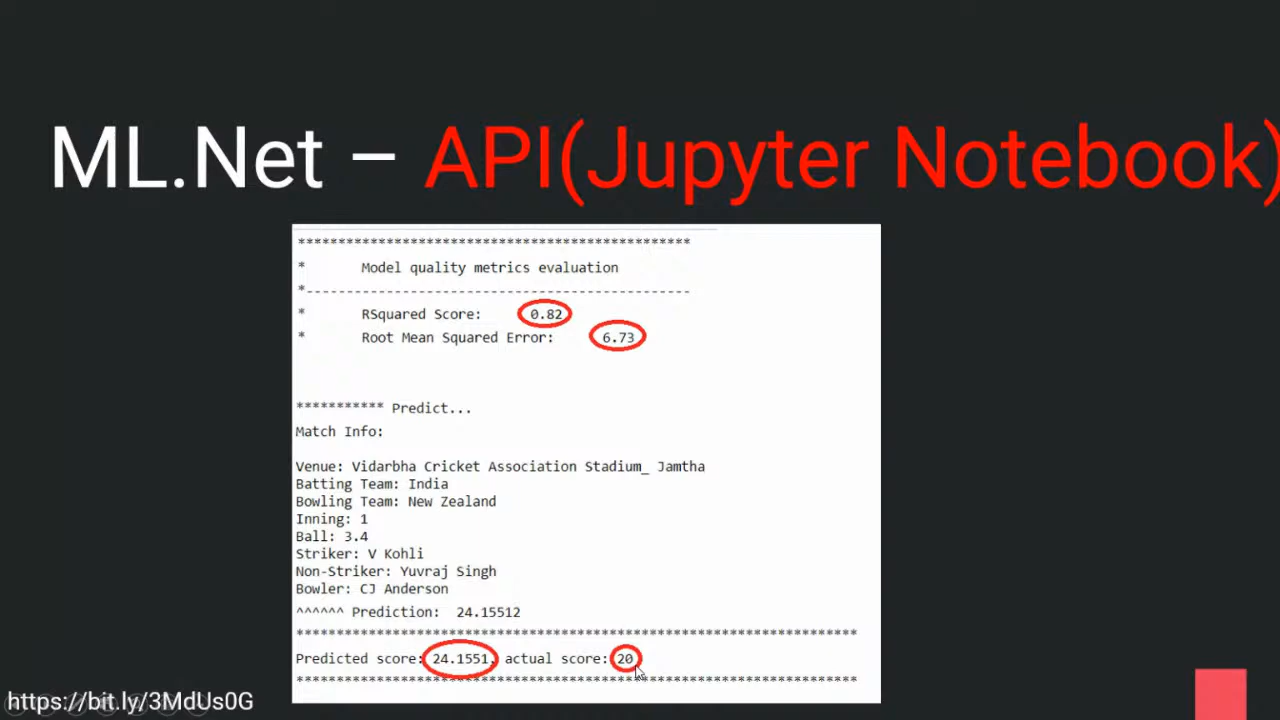 ML.Net – API(Jupyter Notebook)
*************************************************
* Model quality metrics evaluation
*------------------------------------------------
* RSquared Score: 0.82
* Root Mean Squared Error: 6.73
*********** Predict...
Match Info:
Venue: Vidarbha Cricket Association Stadium_ Jamtha
Batting Team: India
Bowling Team: New Zealand
Inning: 1
Ball: 3.4
Striker: V Kohli
Non-Striker: Yuvraj Singh
Bowler: CJ Anderson
^^^^^^ Prediction: 24.15512
**********************************************************************
Predicted score: 24.1551, actual score: 20
**********************************************************************
https://bit.ly/3MdUs0G